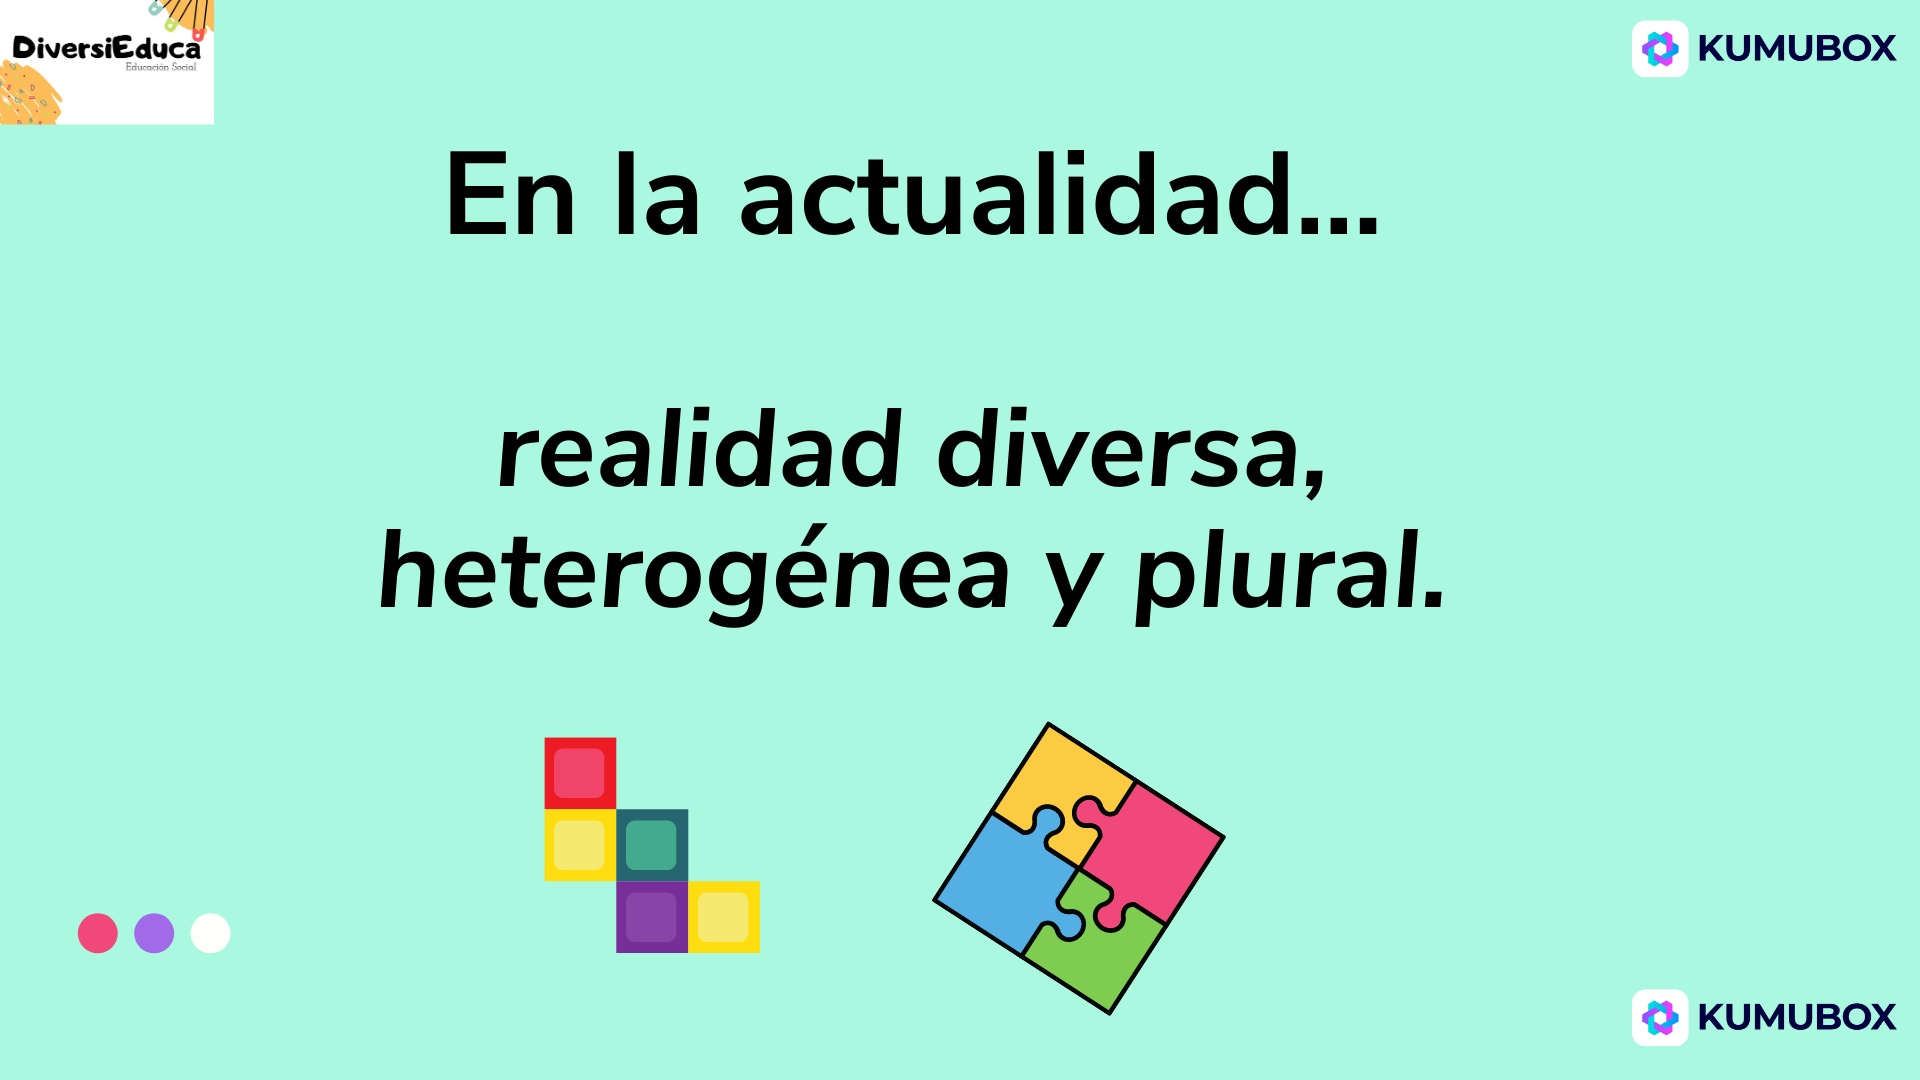 DiversiEduca
Educación Social
KUMUBOX
En la actualidad...
realidad diversa,
heterogénea y plural.
KUMUBOX